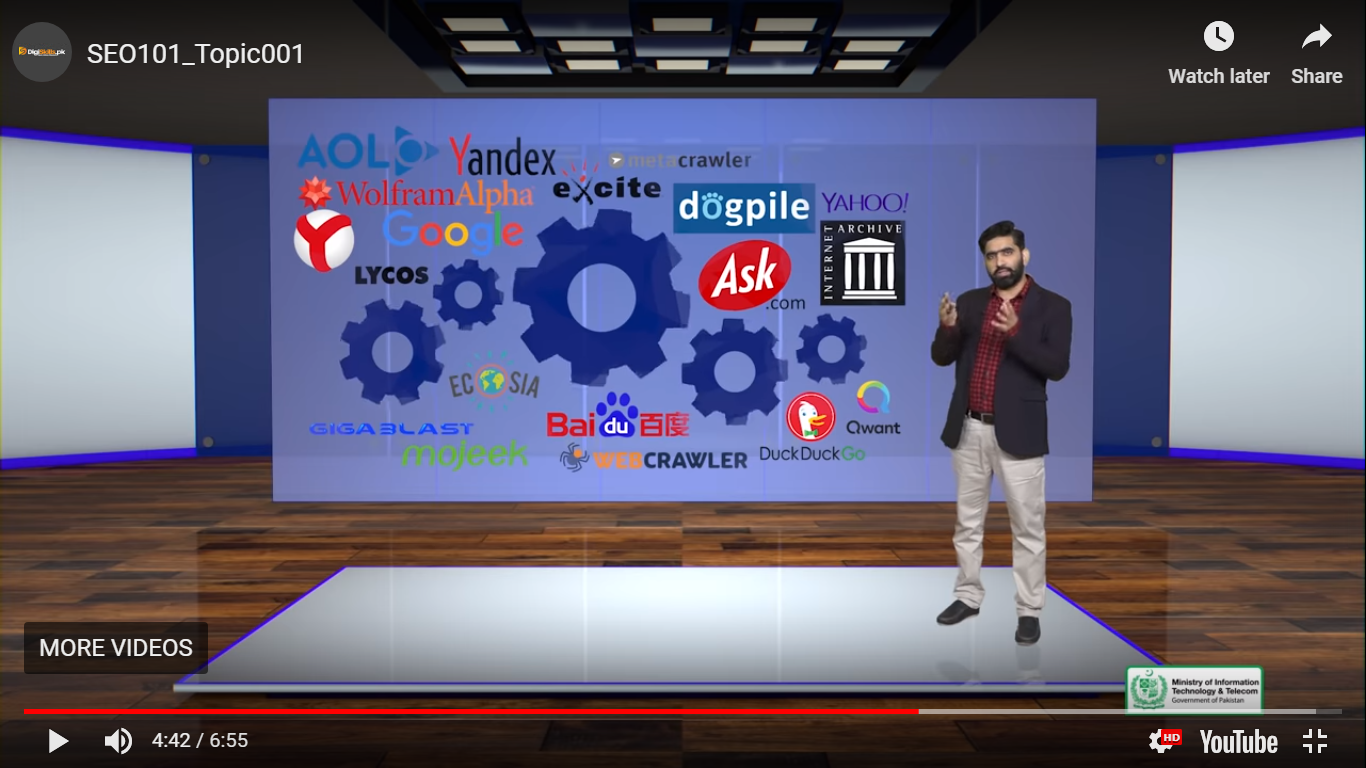 DigiSkills.pk
SEO101_Topic001
Watch later
Share
AOL
Yandex
metacrawler
WolframAlpha
excite
dogpile
YAHOO!
Google
INTERNET ARCHIVE
LYCOS
Ask
.com
ECOSIA
GIGABLAST
Baidu百度
Qwant
mojeek
WEBCRAWLER
DuckDuckGo
MORE VIDEOS
Ministry of Information
Technology & Telecom
Government of Pakistan
4:42 / 6:55
HD
YouTube